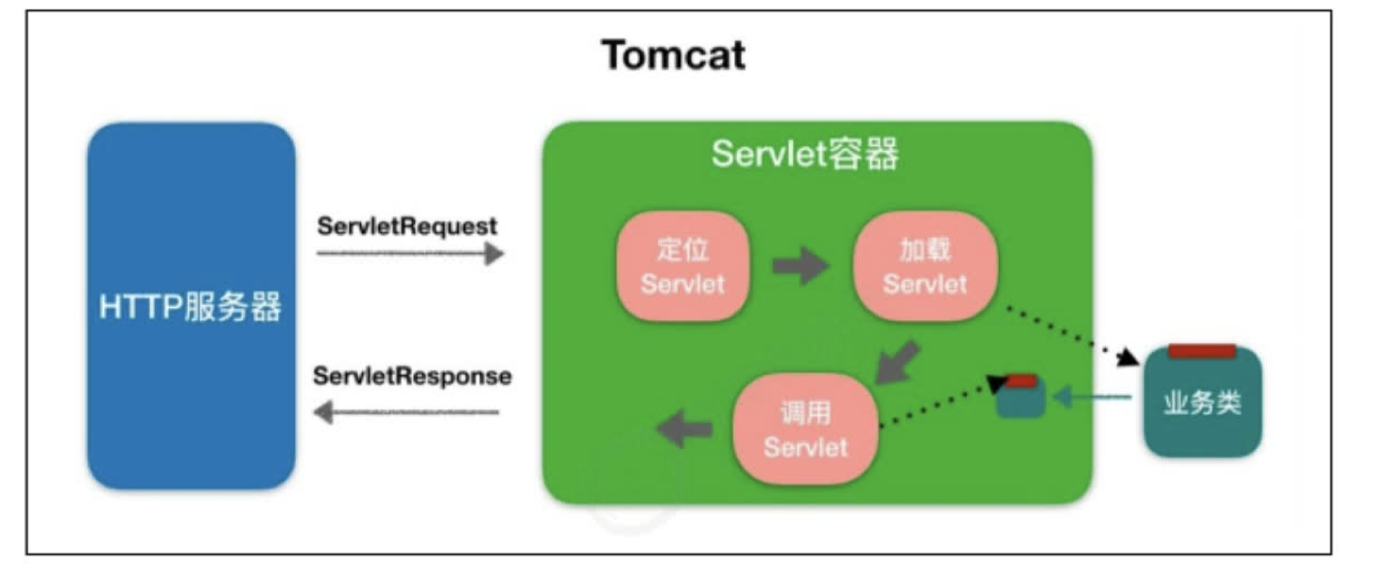 Tomcat
Servlet容器
ServletRequest
定位
Servlet
加载
Servlet
HTTP服务器
ServletResponse
调用
Servlet
业务类